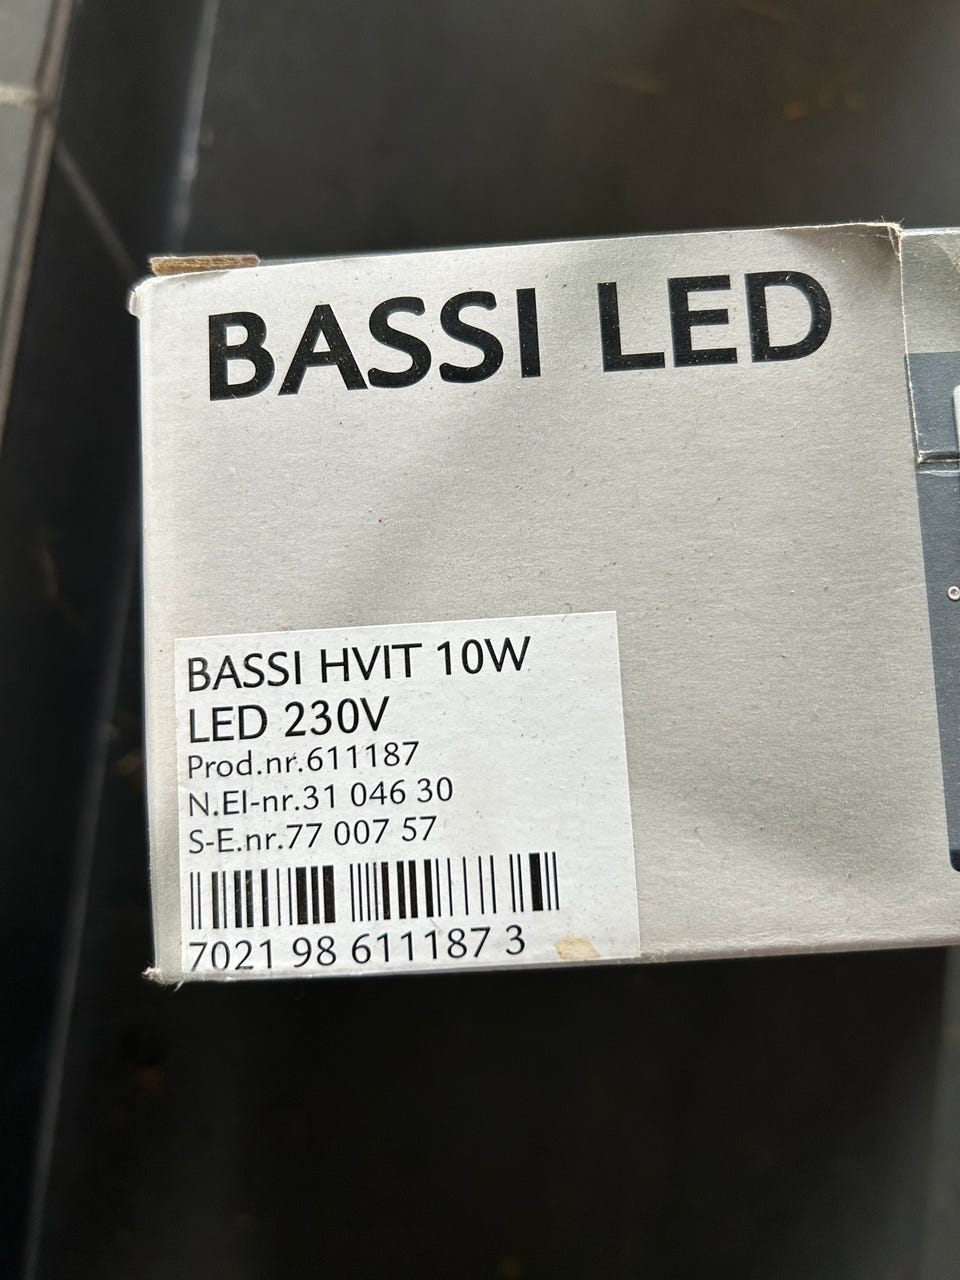 BASSI LED
BASSI HVIT 10W
LED 230V
Prod.nr.611187
N.El-nr.31 046 30
S-E.nr.77 007 57
7021 98 611187 3